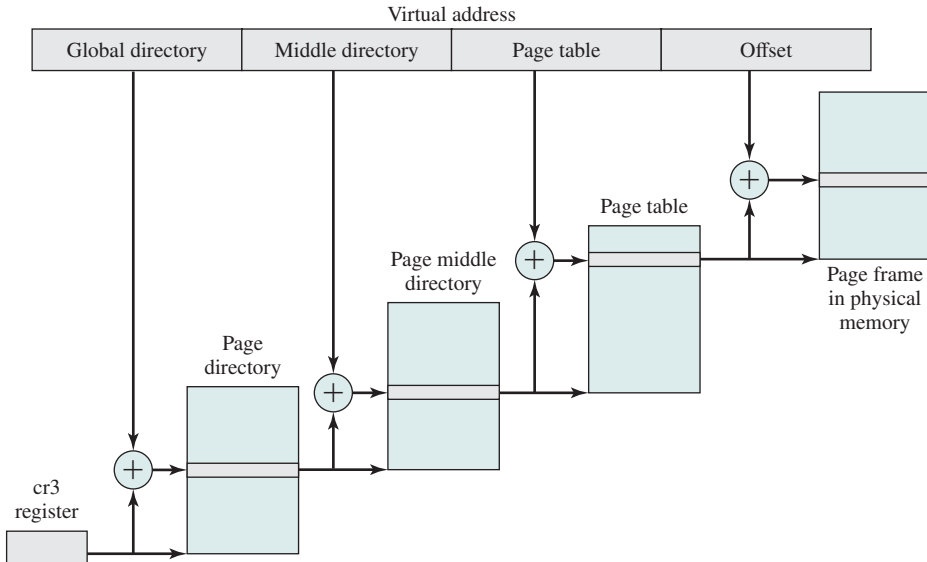 Virtual address
Global directory
Middle directory
Page table
Offset
+
Page table
+
Page middle
directory
Page frame
in physical
memory
Page
directory
+
+
cr3
register